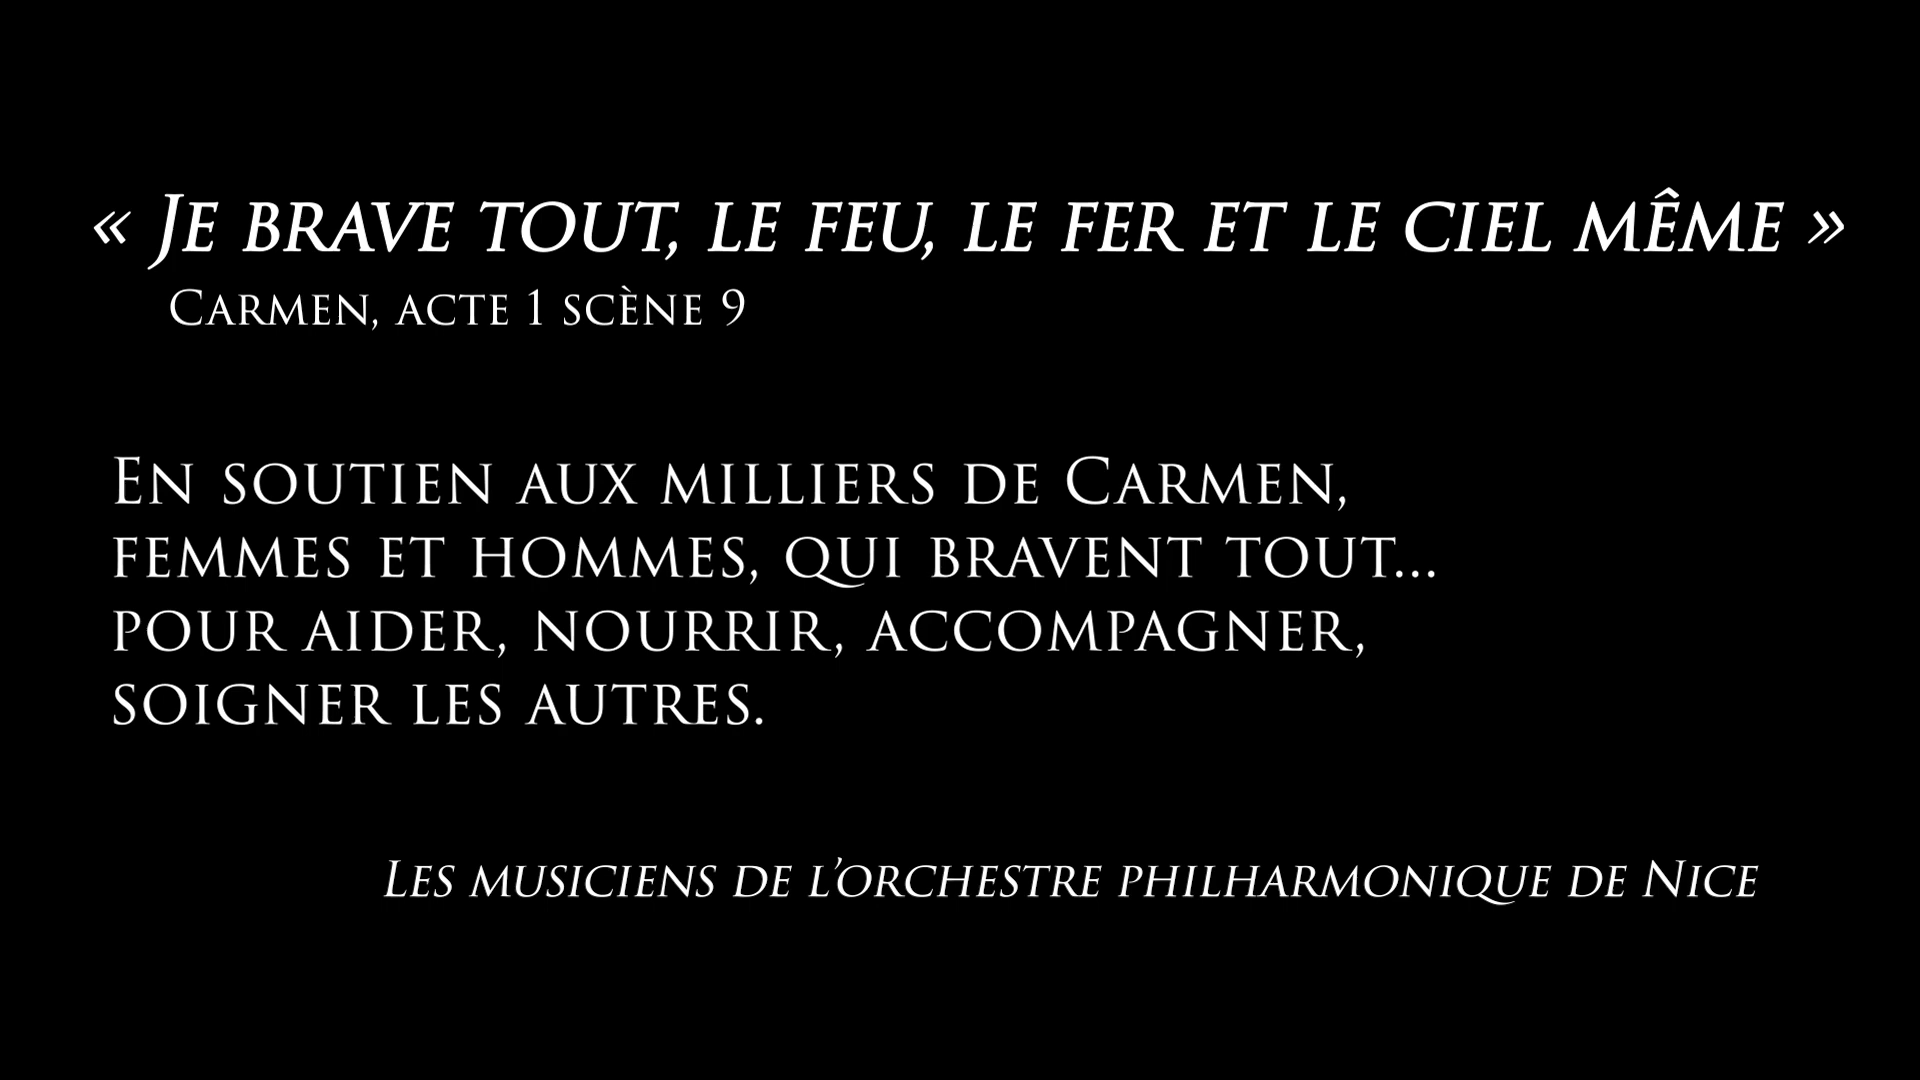 « Je brave tout, le feu, le fer et le ciel même »
Carmen, acte 1 scène 9
En soutien aux milliers de Carmen,
femmes et hommes, qui bravent tout...
pour aider, nourrir, accompagner,
soigner les autres.
Les musiciens de l’orchestre philharmonique de Nice